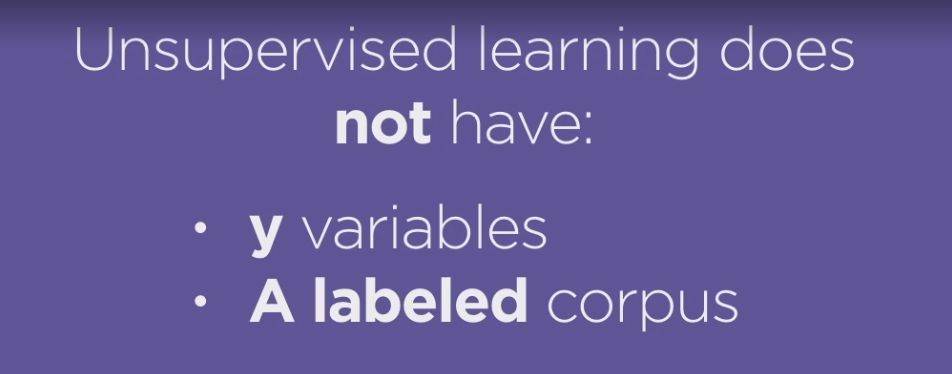 Unsupervised learning does
not have:
• y variables
• A labeled corpus